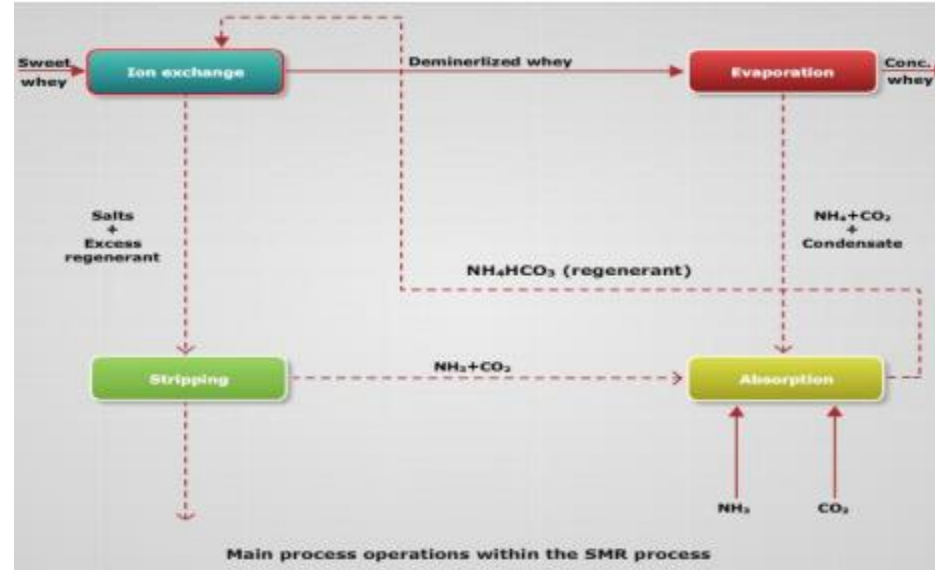 Sweet
whey
Ion exchange
Deminerlized whey
Evaporation
Conc.
whey
Salts
+
Excess
regenerant
NH₄+CO₂
+
Condensate
NH₄HCO₃ (regenerant)
Stripping
NH₃+CO₂
Absorption
NH₃
CO₂
Main process operations within the SMR process